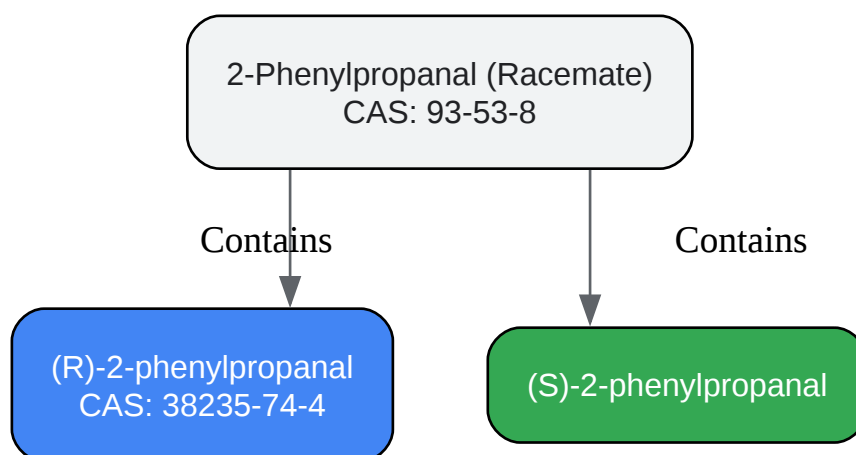 2-Phenylpropanal (Racemate)
CAS: 93-53-8
Contains
Contains
(R)-2-phenylpropanal
CAS: 38235-74-4
(S)-2-phenylpropanal